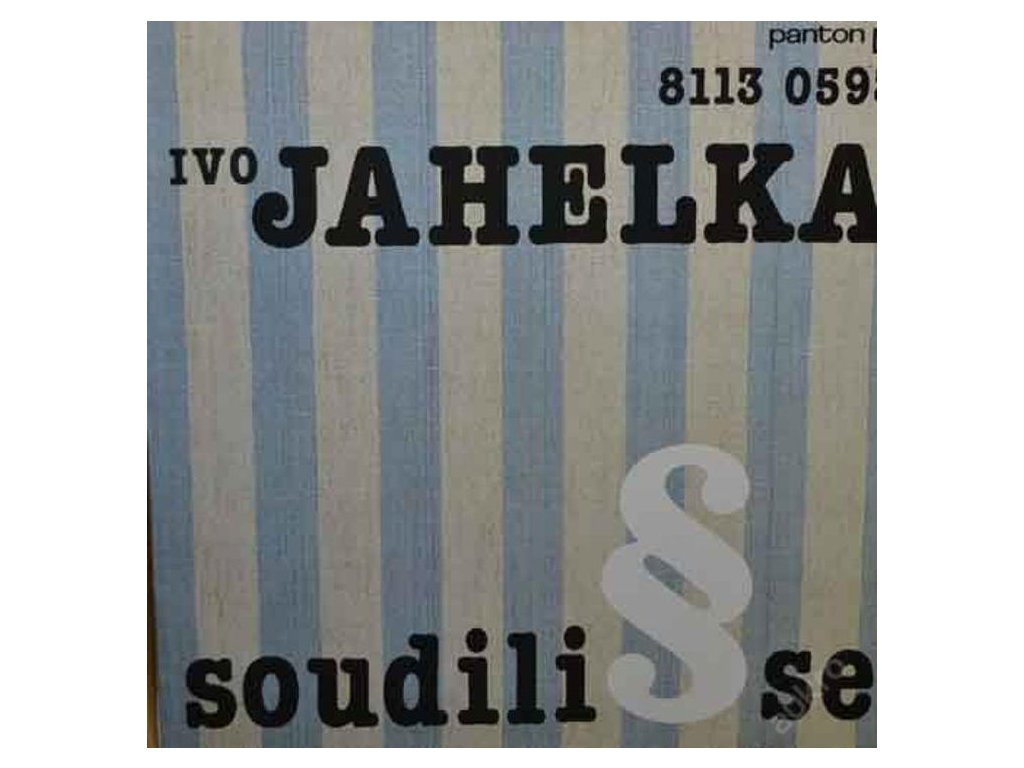 panton
8113 059
IVO JAHELKA
soudili § se